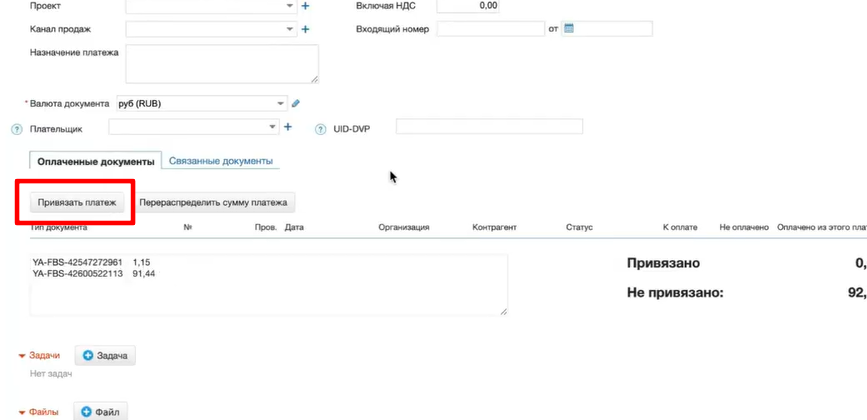 Проект Включая НДС 0,00
Канал продаж Входящий номер от
Назначение платежа
* Валюта документа руб (RUB)
? Плательщик ? UID-DVP
Оплаченные документы Связанные документы
Привязать платеж Перераспределить сумму платежа
Тип документа № Пров. Дата Организация Контрагент Статус К оплате Не оплачено Оплачено из этого пла
YA-FBS-42547272961 1,15
YA-FBS-42600522113 91,44
Привязано 0,
Не привязано: 92,
Задачи Задача
Нет задач
Файлы Файл